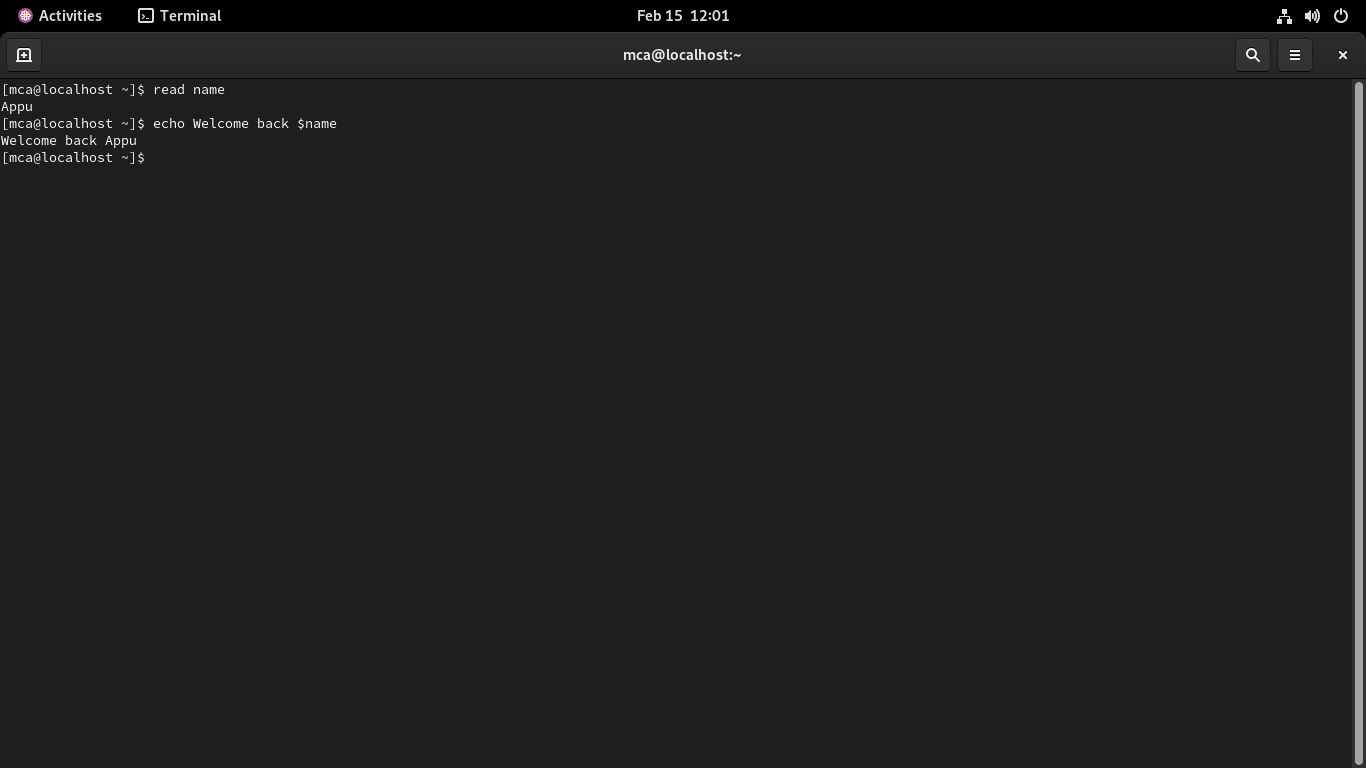 Activities Terminal Feb 15 12:01
mca@localhost:~
[mca@localhost ~]$ read name
Appu
[mca@localhost ~]$ echo Welcome back $name
Welcome back Appu
[mca@localhost ~]$